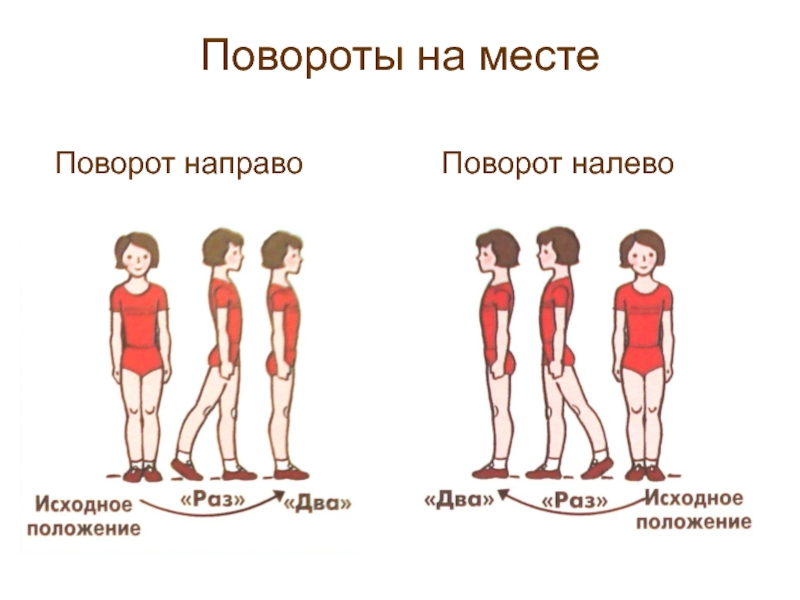 Повороты на месте
Поворот направо
Поворот налево
Исходное
положение
«Раз»
«Два»
«Два»
«Раз»
Исходное
положение